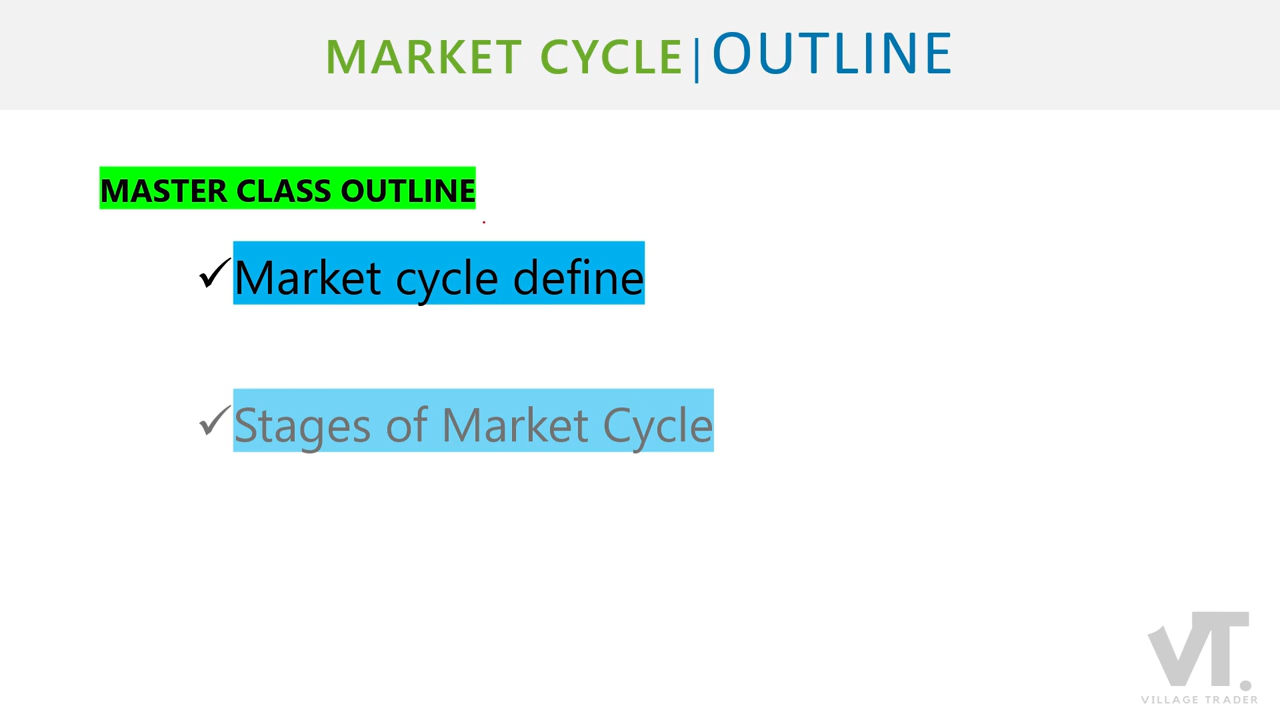 MARKET CYCLE|OUTLINE
MASTER CLASS OUTLINE
✓Market cycle define
✓Stages of Market Cycle
VT.
VILLAGE TRADER